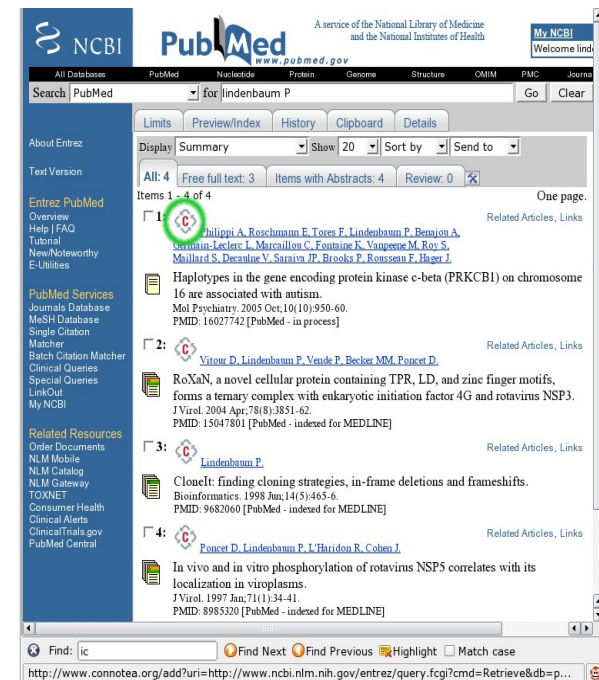 NCBI
PubMed
www.pubmed.gov
A service of the National Library of Medicine
and the National Institutes of Health
My NCBI
Welcome lind
All Databases PubMed Nucleotide Protein Genome Structure OMIM PMC Journa
Search PubMed for lindenbaum P Go Clear
Limits Preview/Index History Clipboard Details
Display Summary Show 20 Sort by Send to
All: 4 Free full text: 3 Items with Abstracts: 4 Review: 0
Items 1 - 4 of 4 One page.
About Entrez
Text Version
Entrez PubMed
Overview
Help | FAQ
Tutorial
New/Noteworthy
E-Utilities
PubMed Services
Journals Database
MeSH Database
Single Citation
Matcher
Batch Citation Matcher
Clinical Queries
Special Queries
LinkOut
My NCBI
Related Resources
Order Documents
NLM Mobile
NLM Catalog
NLM Gateway
TOXNET
Consumer Health
Clinical Alerts
ClinicalTrials.gov
PubMed Central
1: C Related Articles, Links
Philippi A, Roschmann E, Tores F, Lindenbaum P, Benajou A,
Germain-Leclerc L, Marcaillou C, Fontaine K, Vanpeene M, Roy S,
Maillard S, Decaulne V, Saraiva JP, Brooks P, Rousseau F, Hager J.
Haplotypes in the gene encoding protein kinase c-beta (PRKCB1) on chromosome
16 are associated with autism.
Mol Psychiatry. 2005 Oct;10(10):950-60.
PMID: 16027742 [PubMed - in process]
2: C Related Articles, Links
Vitour D, Lindenbaum P, Vende P, Becker MM, Poncet D.
RoXaN, a novel cellular protein containing TPR, LD, and zinc finger motifs,
forms a ternary complex with eukaryotic initiation factor 4G and rotavirus NSP3.
J Virol. 2004 Apr;78(8):3851-62.
PMID: 15047801 [PubMed - indexed for MEDLINE]
3: C Related Articles, Links
Lindenbaum P.
CloneIt: finding cloning strategies, in-frame deletions and frameshifts.
Bioinformatics. 1998 Jun;14(5):465-6.
PMID: 9682060 [PubMed - indexed for MEDLINE]
4: C Related Articles, Links
Poncet D, Lindenbaum P, L'Haridon R, Cohen J.
In vivo and in vitro phosphorylation of rotavirus NSP5 correlates with its
localization in viroplasms.
J Virol. 1997 Jan;71(1):34-41.
PMID: 8985320 [PubMed - indexed for MEDLINE]
Find: ic Find Next Find Previous Highlight Match case
http://www.connotea.org/add?uri=http://www.ncbi.nlm.nih.gov/entrez/query.fcgi?cmd=Retrieve&db=p...